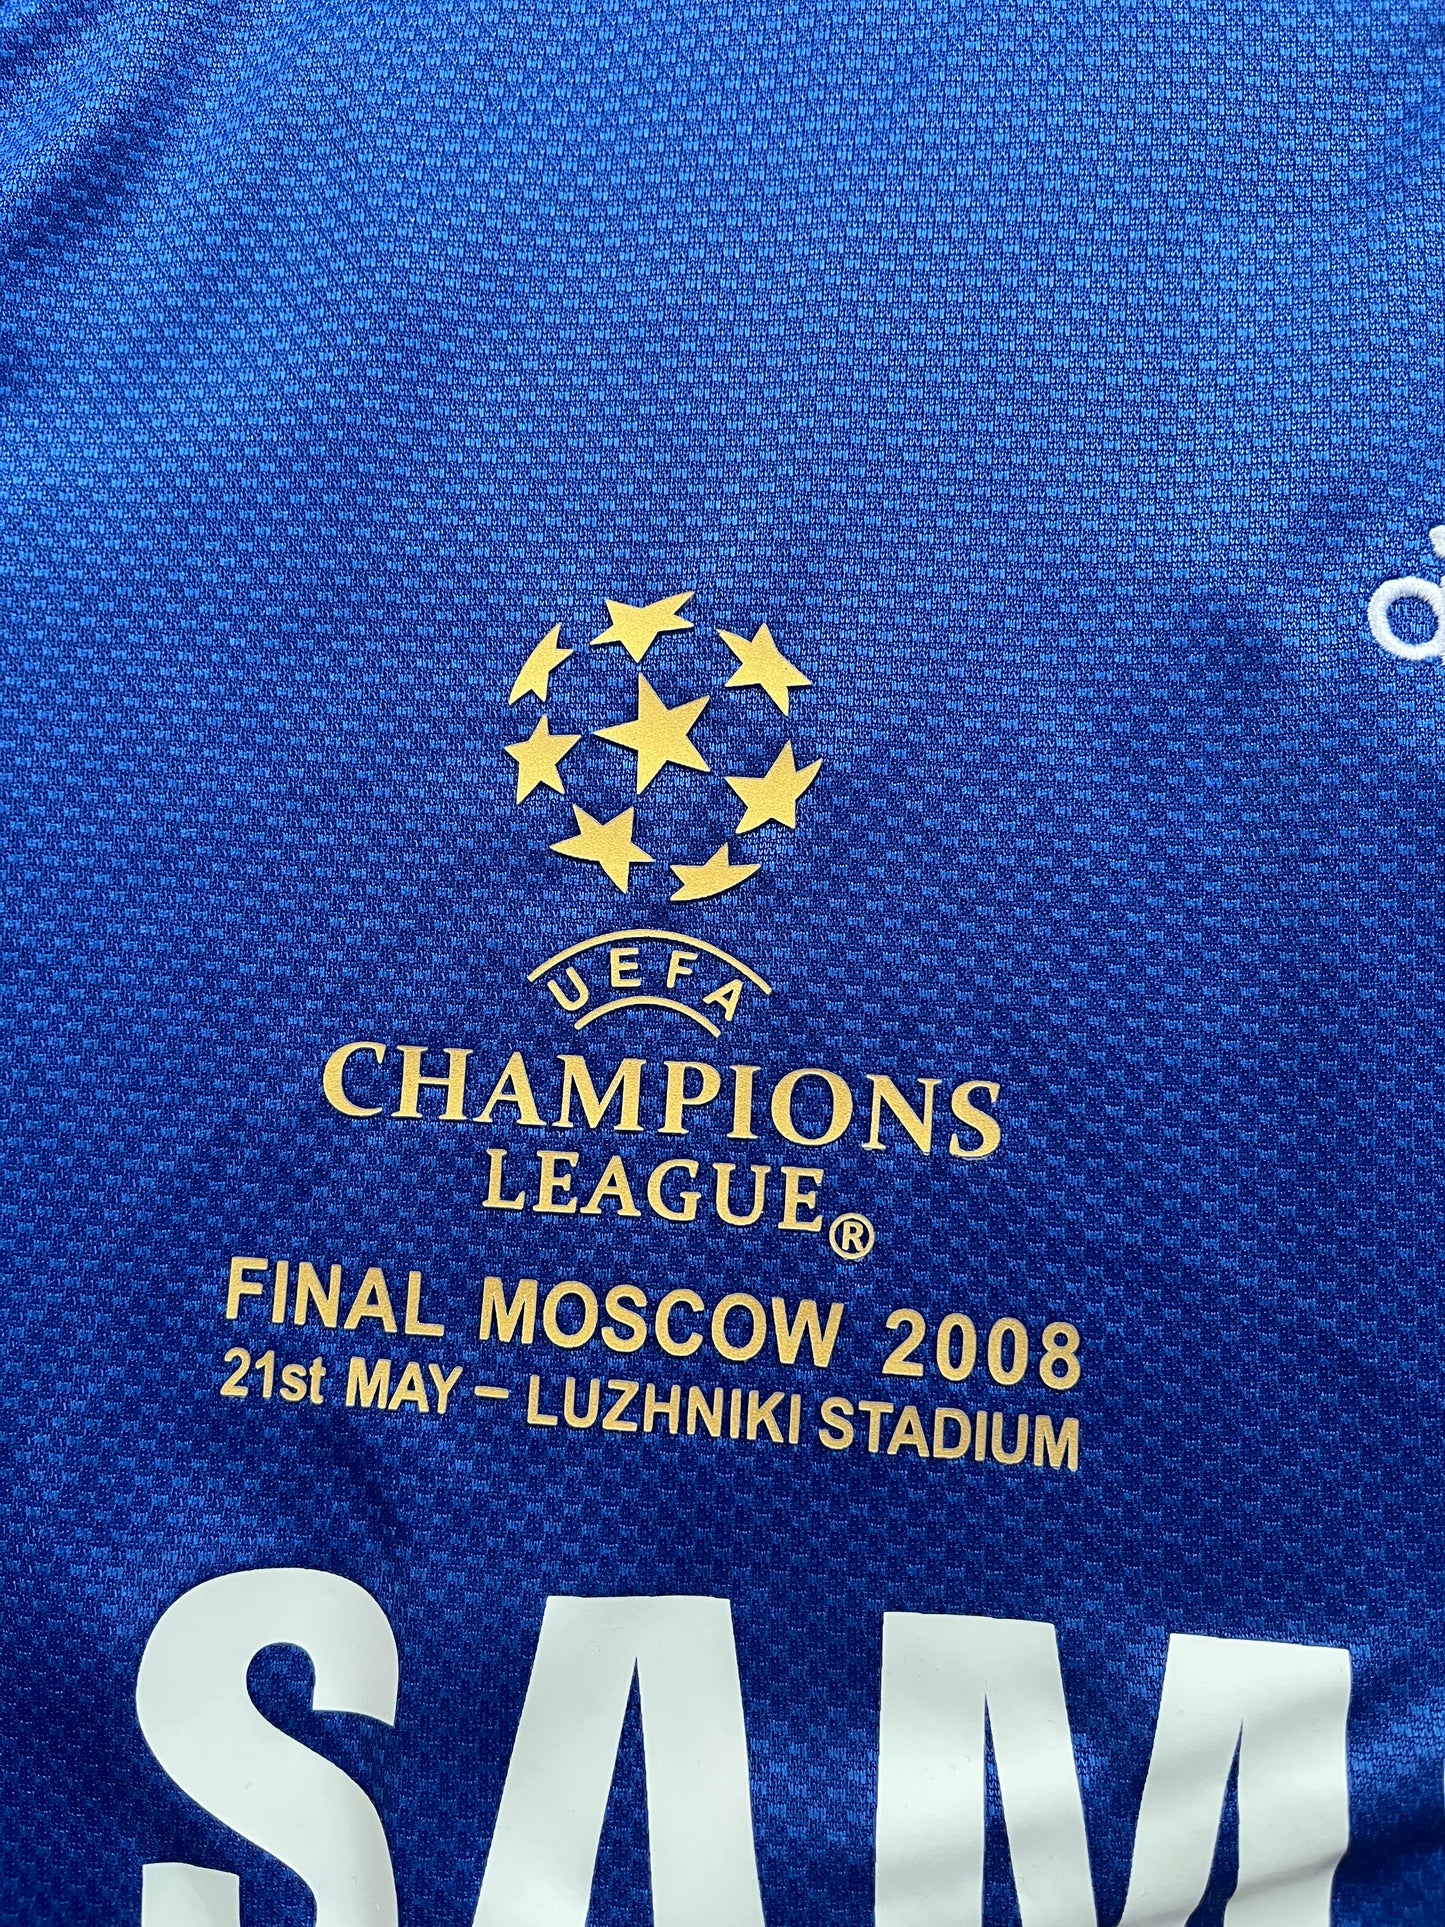 UEFA
CHAMPIONS
LEAGUE®
FINAL MOSCOW 2008
21st MAY – LUZHNIKI STADIUM
SAM